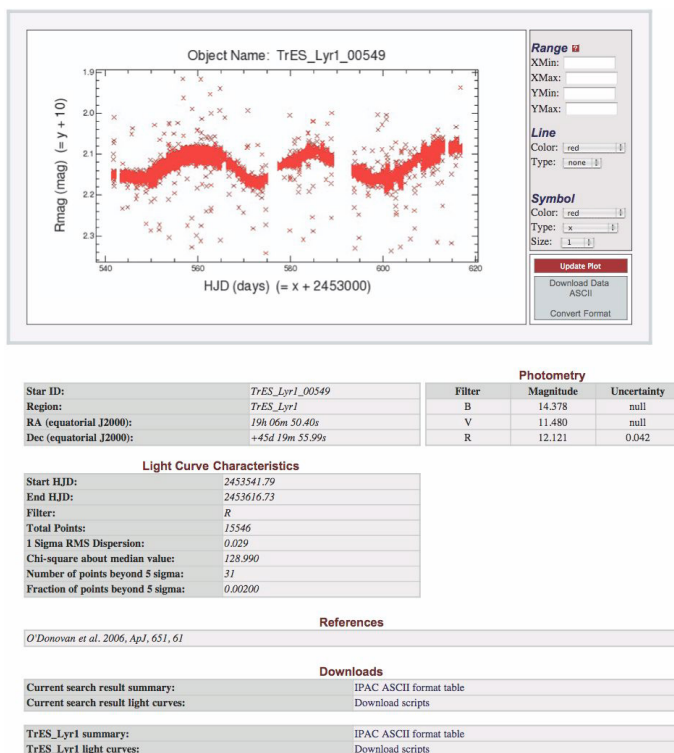 Object Name: TrES_Lyr1_00549
Rmag (mag) (= y + 10)
1.9
2.0
2.1
2.2
2.3
540
560
580
600
620
HJD (days) (= x + 2453000)
Range ?
XMin:
XMax:
YMin:
YMax:
Line
Color: red
Type: none
Symbol
Color: red
Type: x
Size: 1
Update Plot
Download Data
ASCII
Convert Format
Star ID: TrES_Lyr1_00549
Region: TrES_Lyr1
RA (equatorial J2000): 19h 06m 50.40s
Dec (equatorial J2000): +45d 19m 55.99s
Photometry
Filter Magnitude Uncertainty
B 14.378 null
V 11.480 null
R 12.121 0.042
Light Curve Characteristics
Start HJD: 2453541.79
End HJD: 2453616.73
Filter: R
Total Points: 15546
1 Sigma RMS Dispersion: 0.029
Chi-square about median value: 128.990
Number of points beyond 5 sigma: 31
Fraction of points beyond 5 sigma: 0.00200
References
O'Donovan et al. 2006, ApJ, 651, 61
Downloads
Current search result summary: IPAC ASCII format table
Current search result light curves: Download scripts
TrES_Lyr1 summary: IPAC ASCII format table
TrES_Lyr1 light curves: Download scripts